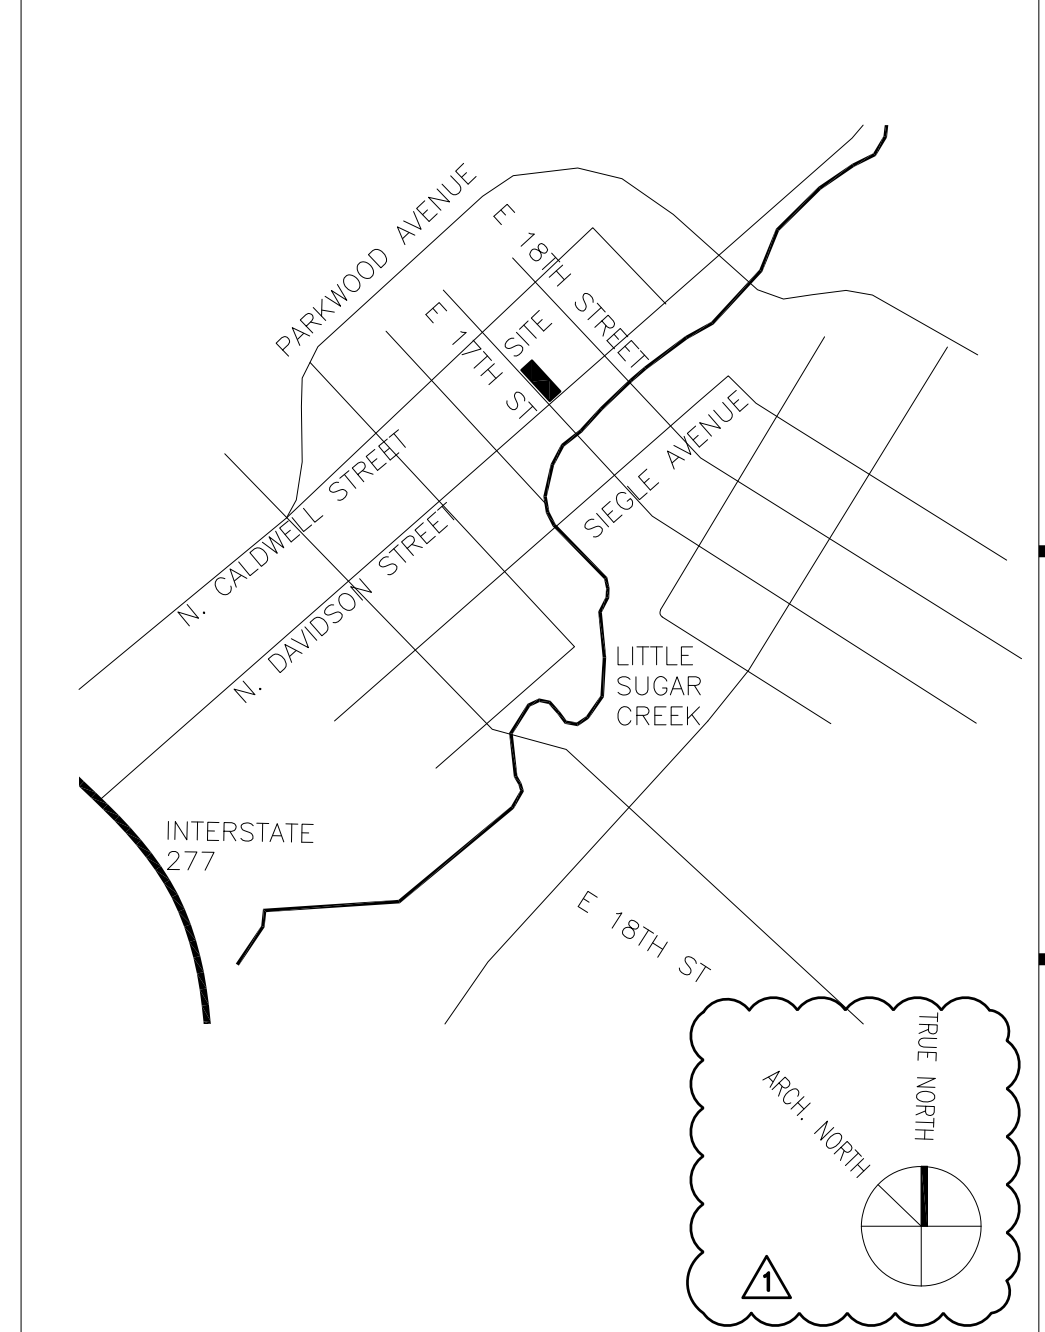 PARKWOOD AVENUE
E 18TH STREET
E 17TH ST
SITE
N. CALDWELL STREET
N. DAVIDSON STREET
SIEGLE AVENUE
LITTLE
SUGAR
CREEK
INTERSTATE
277
E 18TH ST
TRUE NORTH
ARCH. NORTH
1